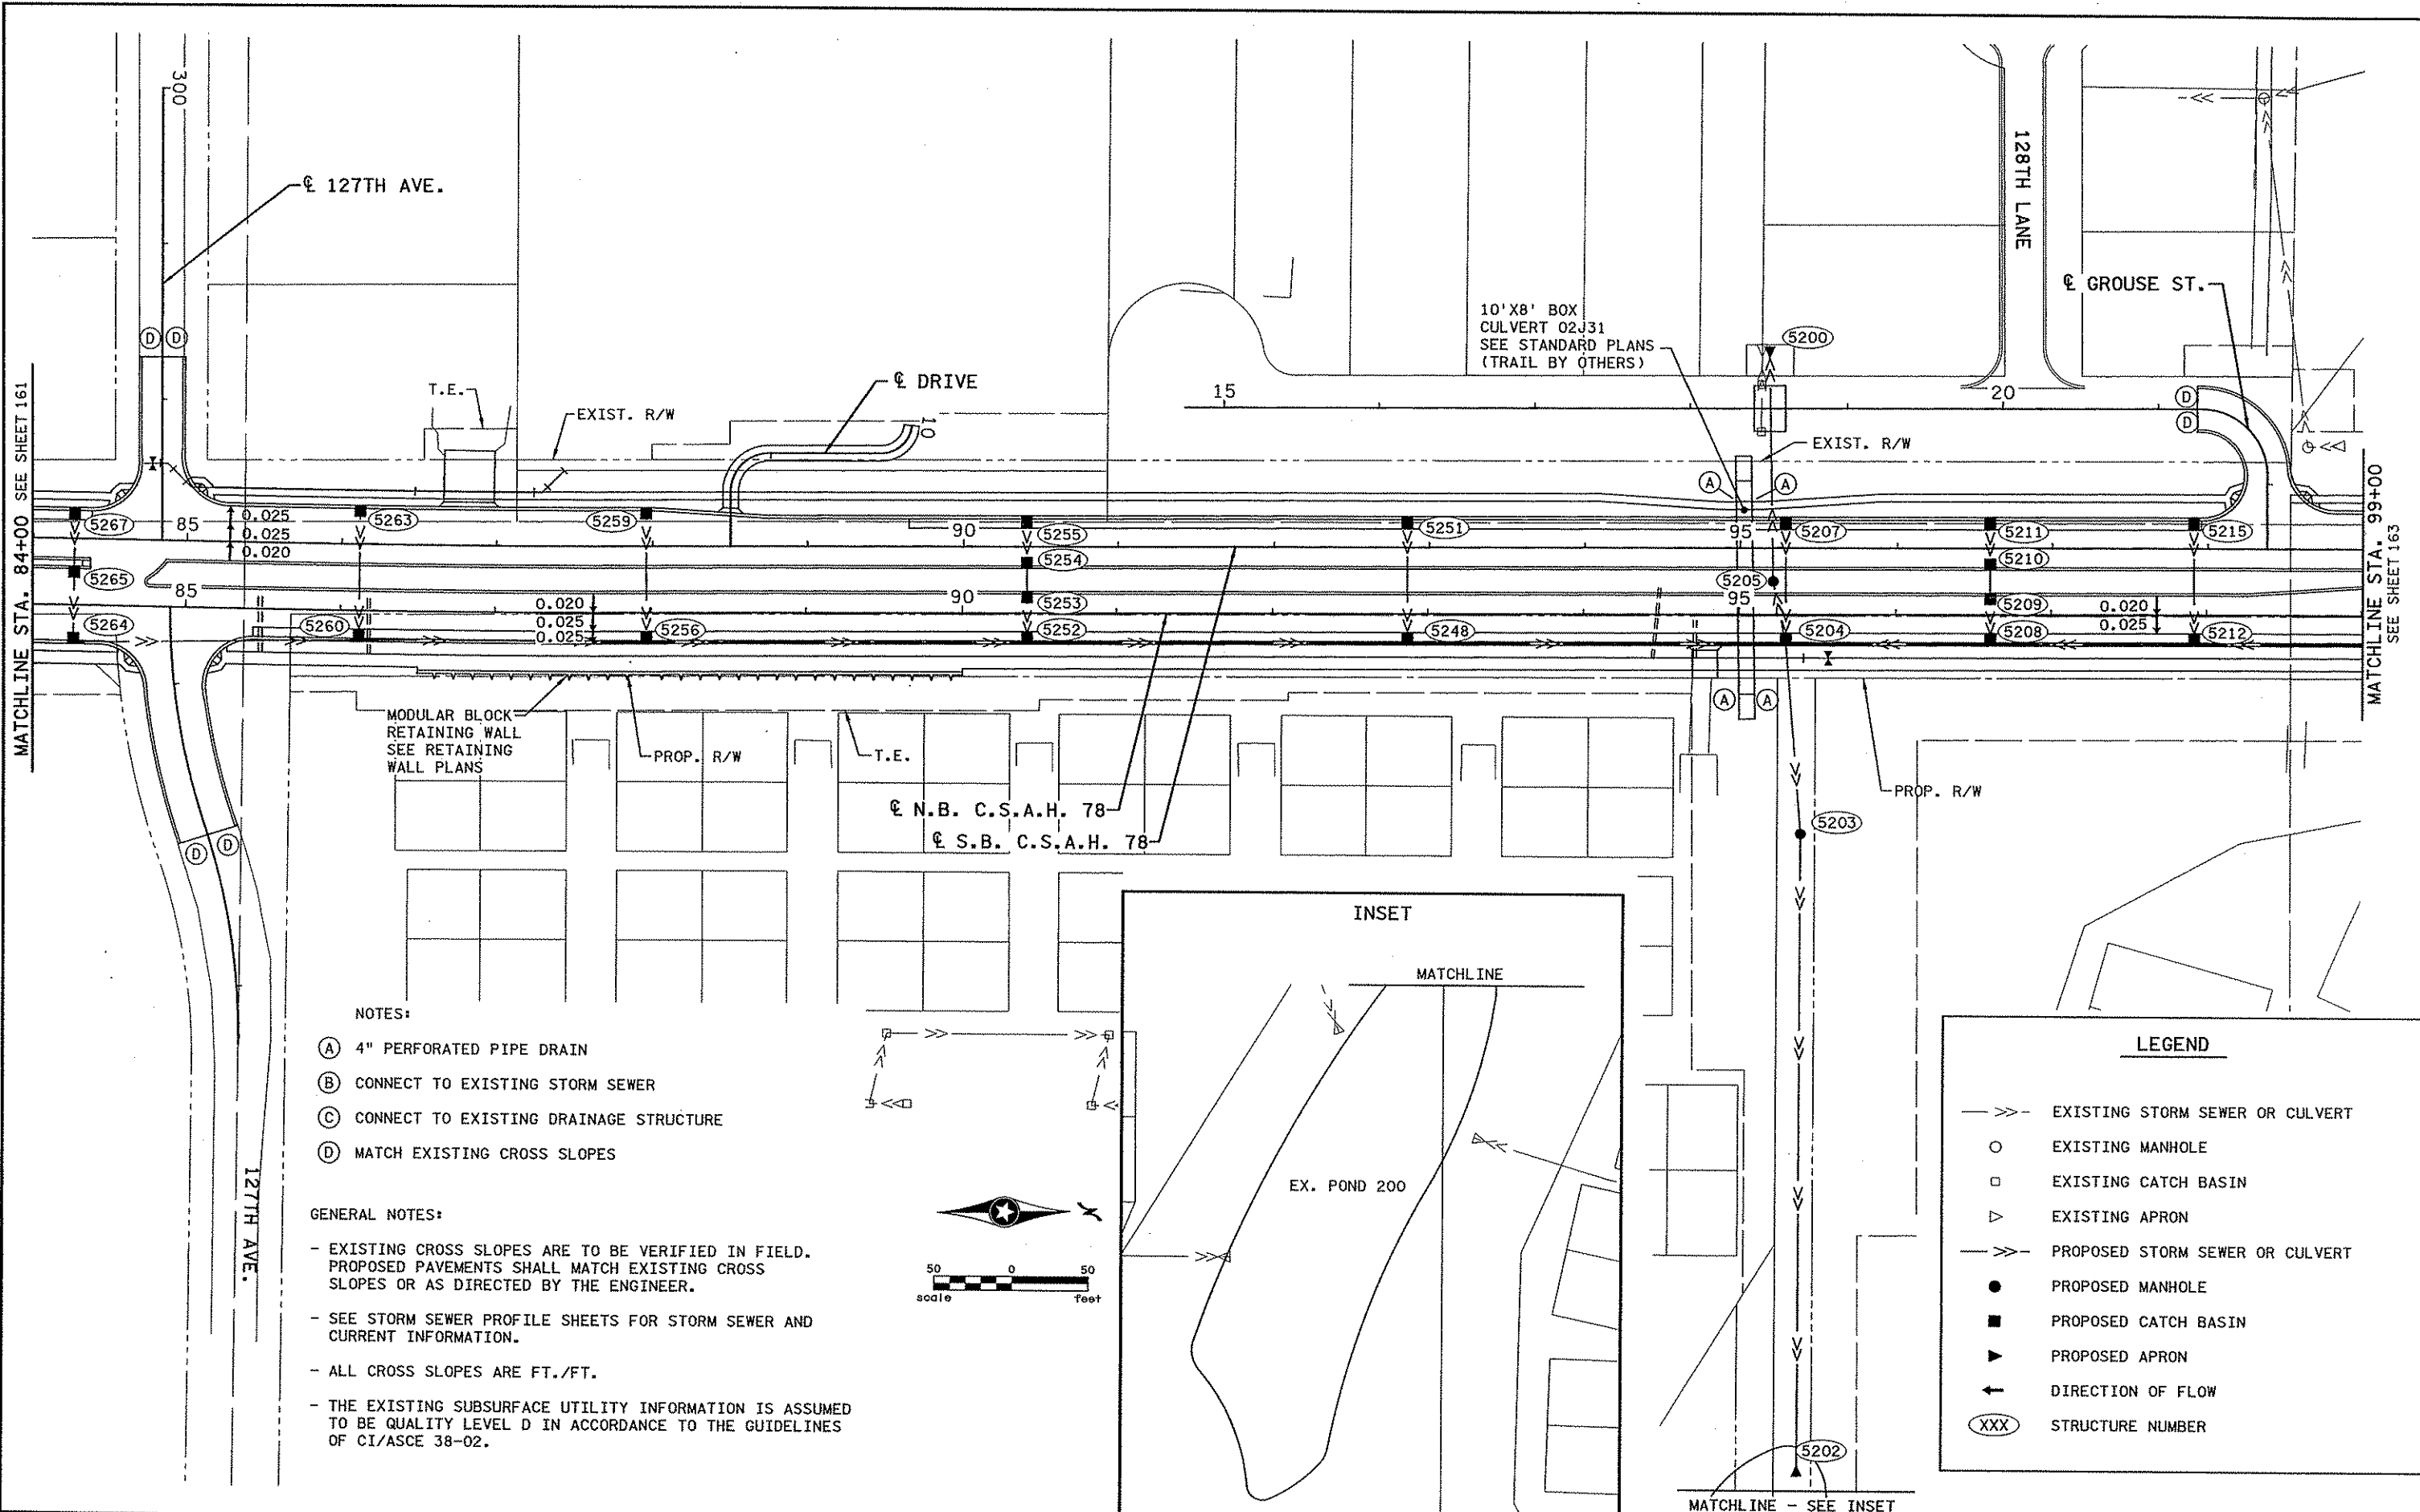 300
℄ 127TH AVE.
128TH LANE
℄ GROUSE ST.
10'X8' BOX
CULVERT 02J31
SEE STANDARD PLANS
(TRAIL BY OTHERS)
5200
D D
T.E.
EXIST. R/W
℄ DRIVE
10
15
20
D
D
EXIST. R/W
MATCHLINE STA. 84+00 SEE SHEET 161
MATCHLINE STA. 99+00
SEE SHEET 163
A A
5267
85
0.025
0.025
0.020
5263
5259
90
5255
5251
95
5207
5211
5215
5265
5254
5205
5210
85
90
5253
95
5209
0.020
0.025
0.025
0.020
0.025
5264
5260
5256
5252
5248
5204
5208
5212
A A
MODULAR BLOCK
RETAINING WALL
SEE RETAINING
WALL PLANS
PROP. R/W
T.E.
PROP. R/W
℄ N.B. C.S.A.H. 78
℄ S.B. C.S.A.H. 78
5203
D D
127TH AVE.
NOTES:
A 4" PERFORATED PIPE DRAIN
B CONNECT TO EXISTING STORM SEWER
C CONNECT TO EXISTING DRAINAGE STRUCTURE
D MATCH EXISTING CROSS SLOPES
GENERAL NOTES:
- EXISTING CROSS SLOPES ARE TO BE VERIFIED IN FIELD.
PROPOSED PAVEMENTS SHALL MATCH EXISTING CROSS
SLOPES OR AS DIRECTED BY THE ENGINEER.
- SEE STORM SEWER PROFILE SHEETS FOR STORM SEWER AND
CURRENT INFORMATION.
- ALL CROSS SLOPES ARE FT./FT.
- THE EXISTING SUBSURFACE UTILITY INFORMATION IS ASSUMED
TO BE QUALITY LEVEL D IN ACCORDANCE TO THE GUIDELINES
OF CI/ASCE 38-02.
50 0 50
scale feet
INSET
MATCHLINE
EX. POND 200
5202
MATCHLINE - SEE INSET
LEGEND
EXISTING STORM SEWER OR CULVERT
EXISTING MANHOLE
EXISTING CATCH BASIN
EXISTING APRON
PROPOSED STORM SEWER OR CULVERT
PROPOSED MANHOLE
PROPOSED CATCH BASIN
PROPOSED APRON
DIRECTION OF FLOW
XXX STRUCTURE NUMBER